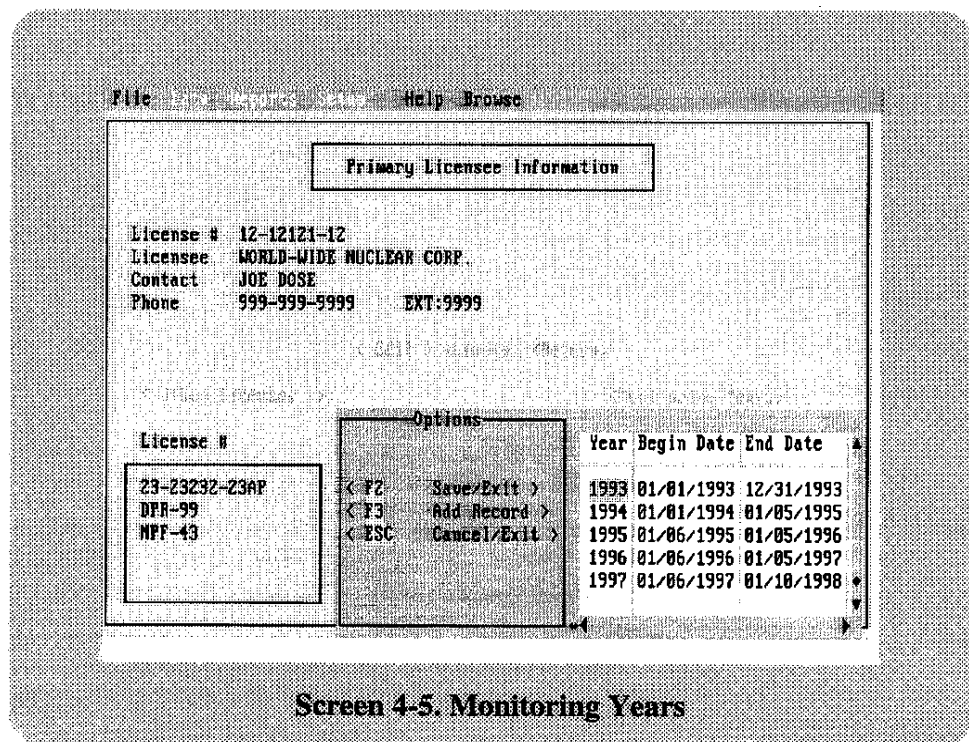 File Help Browse
Primary Licensee Information
License # 12-12121-12
Licensee WORLD-WIDE NUCLEAR CORP.
Contact JOE DOSE
Phone 999-999-9999 EXT:9999
License #
23-23232-23AP
DPR-99
NPF-43
Options
< F2 Save/Exit >
< F3 Add Record >
< ESC Cancel/Exit >
Year Begin Date End Date
1993 01/01/1993 12/31/1993
1994 01/01/1994 01/05/1995
1995 01/06/1995 01/05/1996
1996 01/06/1996 01/05/1997
1997 01/06/1997 01/10/1998
Screen 4-5. Monitoring Years